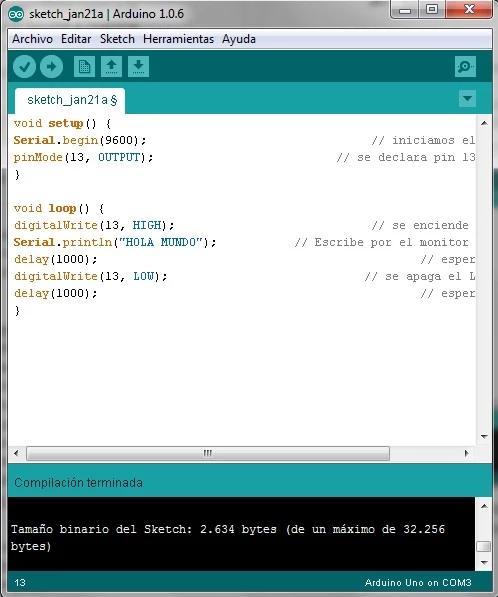 sketch_jan21a | Arduino 1.0.6
Archivo Editar Sketch Herramientas Ayuda
sketch_jan21a §
void setup() {
Serial.begin(9600); // iniciamos el
pinMode(13, OUTPUT); // se declara pin 13
}
void loop() {
digitalWrite(13, HIGH); // se enciende
Serial.println("HOLA MUNDO"); // Escribe por el monitor
delay(1000); // esper
digitalWrite(13, LOW); // se apaga el L
delay(1000); // esper
}
Compilación terminada
Tamaño binario del Sketch: 2.634 bytes (de un máximo de 32.256
bytes)
13 Arduino Uno on COM3